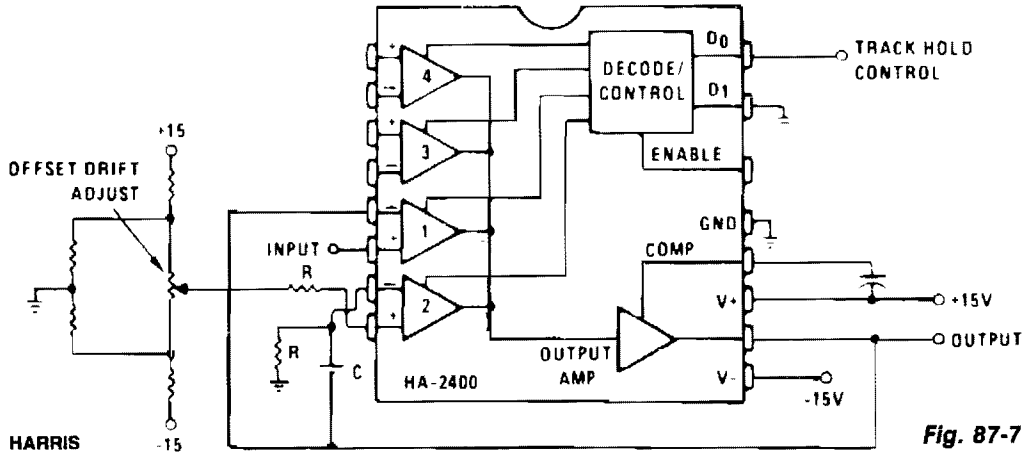 D0
TRACK HOLD
CONTROL
DECODE/
CONTROL
D1
ENABLE
GND
COMP
V+
+15V
OUTPUT
V-
-15V
+
4
−
+
3
−
−
1
+
−
2
+
OUTPUT
AMP
HA-2400
+15
OFFSET DRIFT
ADJUST
INPUT
R
R
C
-15
HARRIS
Fig. 87-7